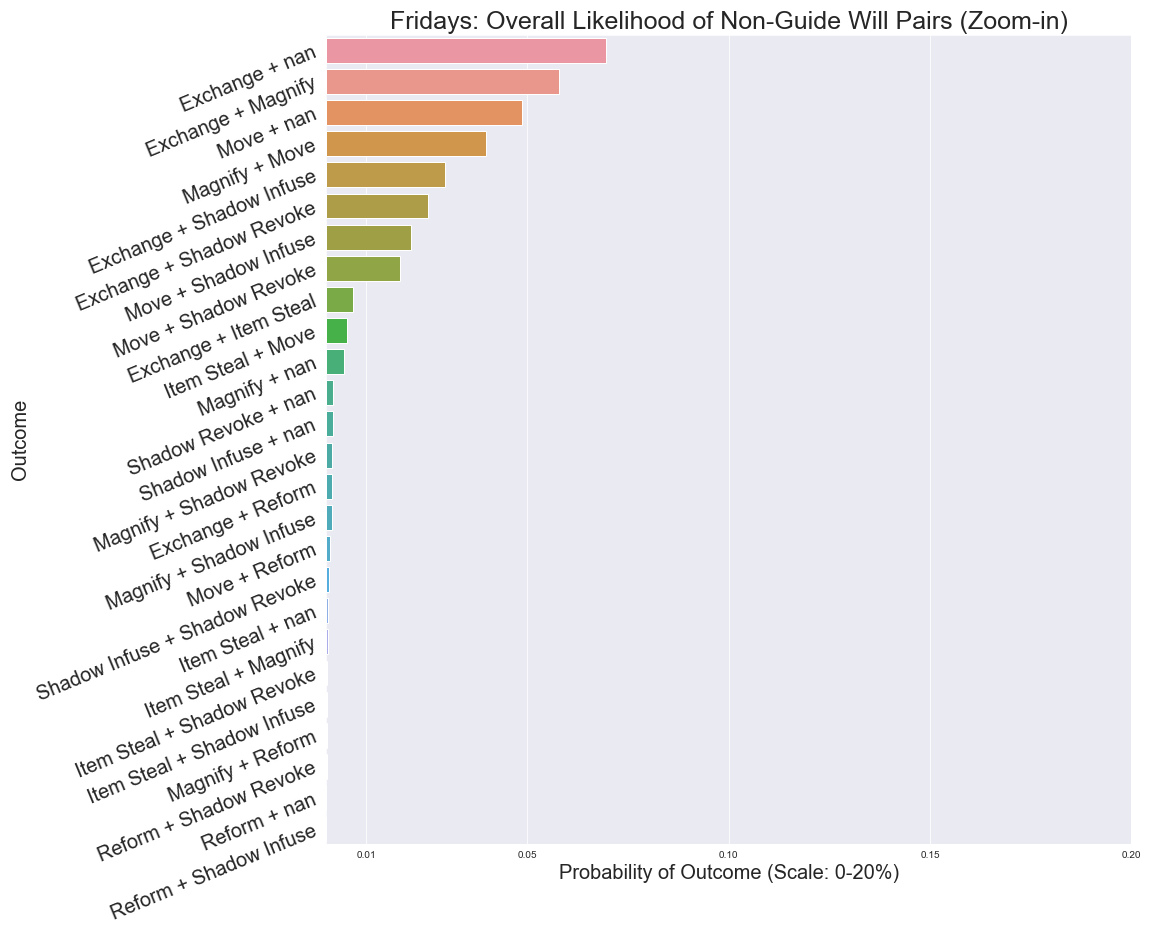 Fridays: Overall Likelihood of Non-Guide Will Pairs (Zoom-in)
Exchange + nan
Exchange + Magnify
Move + nan
Magnify + Move
Exchange + Shadow Infuse
Exchange + Shadow Revoke
Move + Shadow Infuse
Move + Shadow Revoke
Exchange + Item Steal
Item Steal + Move
Magnify + nan
Shadow Revoke + nan
Shadow Infuse + nan
Magnify + Shadow Revoke
Exchange + Reform
Magnify + Shadow Infuse
Move + Reform
Shadow Infuse + Shadow Revoke
Item Steal + nan
Item Steal + Magnify
Item Steal + Shadow Revoke
Item Steal + Shadow Infuse
Magnify + Reform
Reform + Shadow Revoke
Reform + nan
Reform + Shadow Infuse
Outcome
0.01 0.05 0.10 0.15 0.20
Probability of Outcome (Scale: 0-20%)